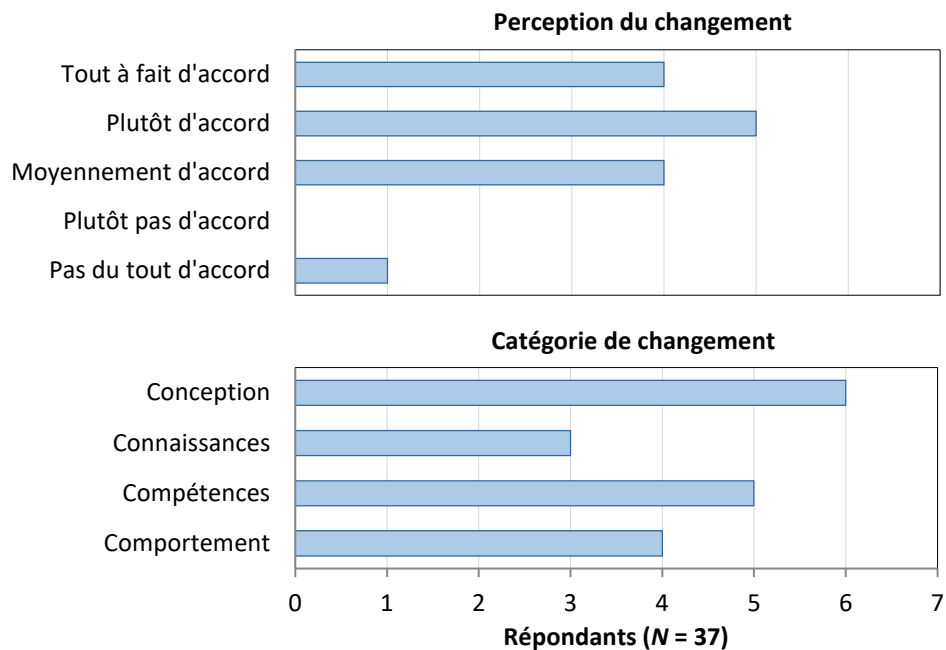 Perception du changement
Tout à fait d'accord
Plutôt d'accord
Moyennement d'accord
Plutôt pas d'accord
Pas du tout d'accord
Catégorie de changement
Conception
Connaissances
Compétences
Comportement
0 1 2 3 4 5 6 7
Répondants (N = 37)